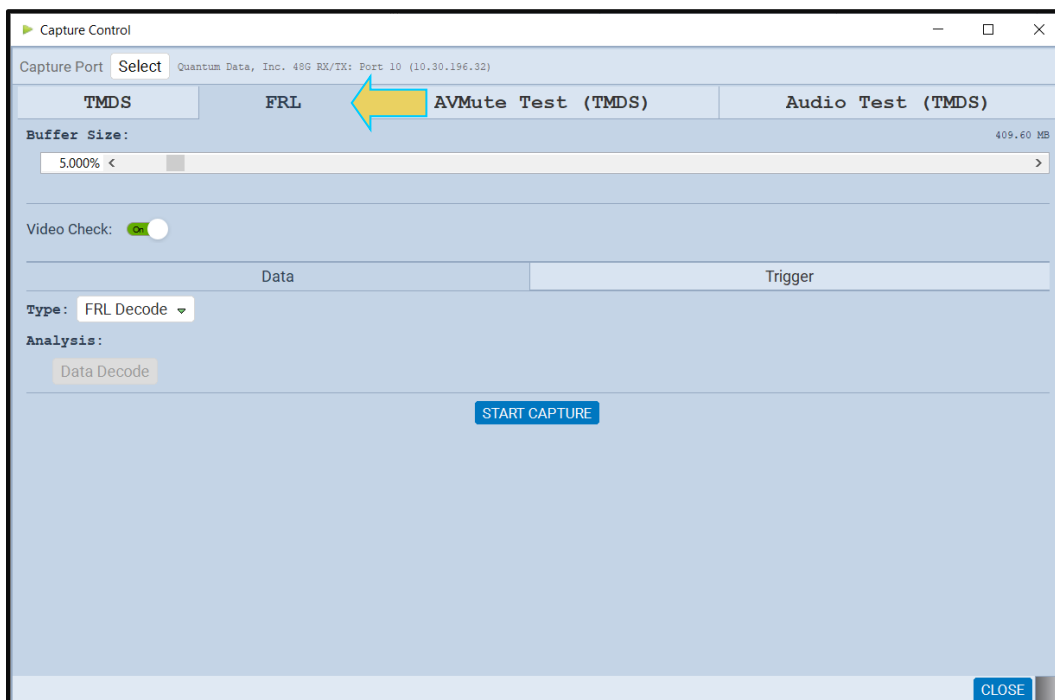 Capture Control
Capture Port Select Quantum Data, Inc. 48G RX/TX: Port 10 (10.30.196.32)
TMDS FRL AVMute Test (TMDS) Audio Test (TMDS)
Buffer Size: 409.60 MB
5.000% < >
Video Check: On
Data Trigger
Type: FRL Decode
Analysis:
Data Decode
START CAPTURE
CLOSE